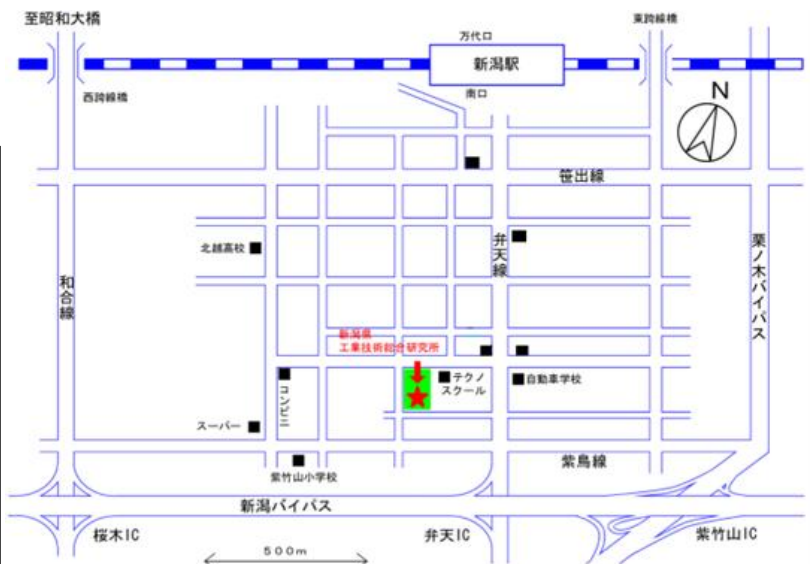 至昭和大橋
東跨線橋
万代口
新潟駅
西跨線橋
南口
N
笹出線
北越高校
弁天線
栗ノ木バイパス
和合線
新潟県
工業技術総合研究所
コンビニ
テクノ
スクール
自動車学校
スーパー
紫竹山小学校
紫鳥線
新潟バイパス
桜木IC
弁天IC
紫竹山IC
500m